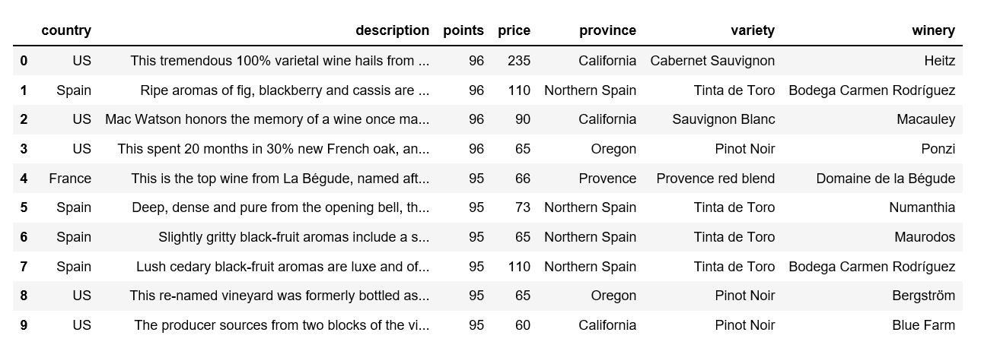 country description points price province variety winery
0 US This tremendous 100% varietal wine hails from ... 96 235 California Cabernet Sauvignon Heitz
1 Spain Ripe aromas of fig, blackberry and cassis are ... 96 110 Northern Spain Tinta de Toro Bodega Carmen Rodríguez
2 US Mac Watson honors the memory of a wine once ma... 96 90 California Sauvignon Blanc Macauley
3 US This spent 20 months in 30% new French oak, an... 96 65 Oregon Pinot Noir Ponzi
4 France This is the top wine from La Bégude, named aft... 95 66 Provence Provence red blend Domaine de la Bégude
5 Spain Deep, dense and pure from the opening bell, th... 95 73 Northern Spain Tinta de Toro Numanthia
6 Spain Slightly gritty black-fruit aromas include a s... 95 65 Northern Spain Tinta de Toro Maurodos
7 Spain Lush cedary black-fruit aromas are luxe and of... 95 110 Northern Spain Tinta de Toro Bodega Carmen Rodríguez
8 US This re-named vineyard was formerly bottled as... 95 65 Oregon Pinot Noir Bergström
9 US The producer sources from two blocks of the vi... 95 60 California Pinot Noir Blue Farm